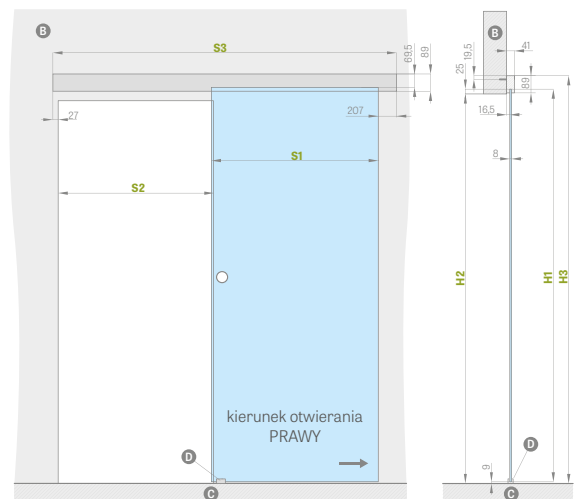 B
S3
69.5
89
27
207
S1
S2
kierunek otwierania
PRAWY
D
C
B
41
19,5
25
89
16,5
8
H2
H1
H3
D
9
C